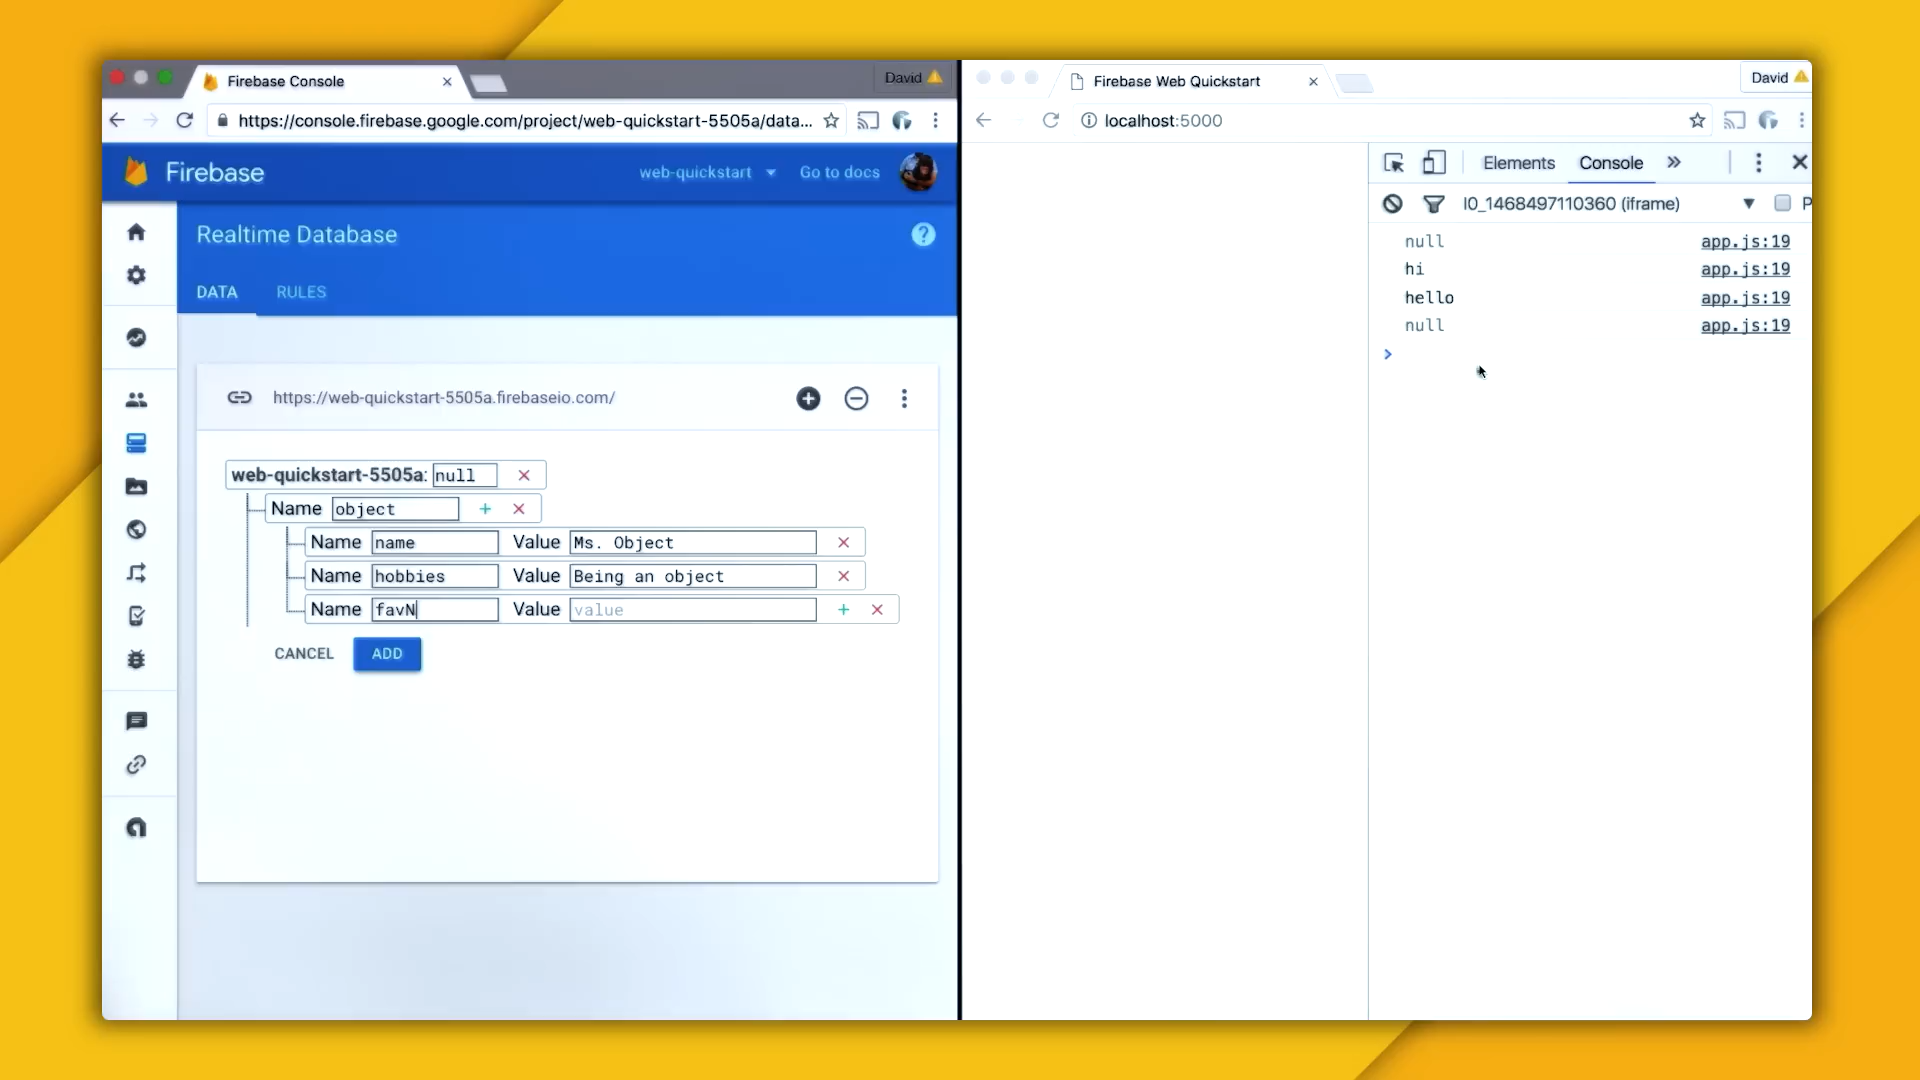 Firebase Console
David
https://console.firebase.google.com/project/web-quickstart-5505a/data...
Firebase
web-quickstart
Go to docs
Realtime Database
?
DATA
RULES
https://web-quickstart-5505a.firebaseio.com/
web-quickstart-5505a: null
Name object
Name name Value Ms. Object
Name hobbies Value Being an object
Name favN Value value
CANCEL
ADD
Firebase Web Quickstart
David
localhost:5000
Elements
Console
I0_1468497110360 (iframe)
P
null app.js:19
hi app.js:19
hello app.js:19
null app.js:19